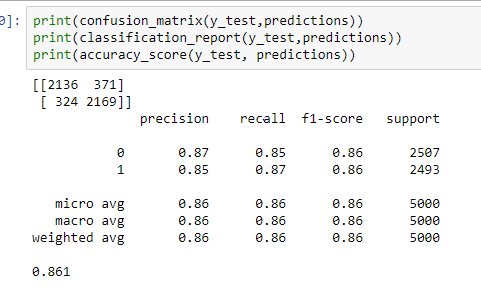 0]: print(confusion_matrix(y_test,predictions))
print(classification_report(y_test,predictions))
print(accuracy_score(y_test, predictions))
[[2136  371]
 [ 324 2169]]
              precision    recall  f1-score   support

           0       0.87      0.85      0.86      2507
           1       0.85      0.87      0.86      2493

   micro avg       0.86      0.86      0.86      5000
   macro avg       0.86      0.86      0.86      5000
weighted avg       0.86      0.86      0.86      5000

0.861